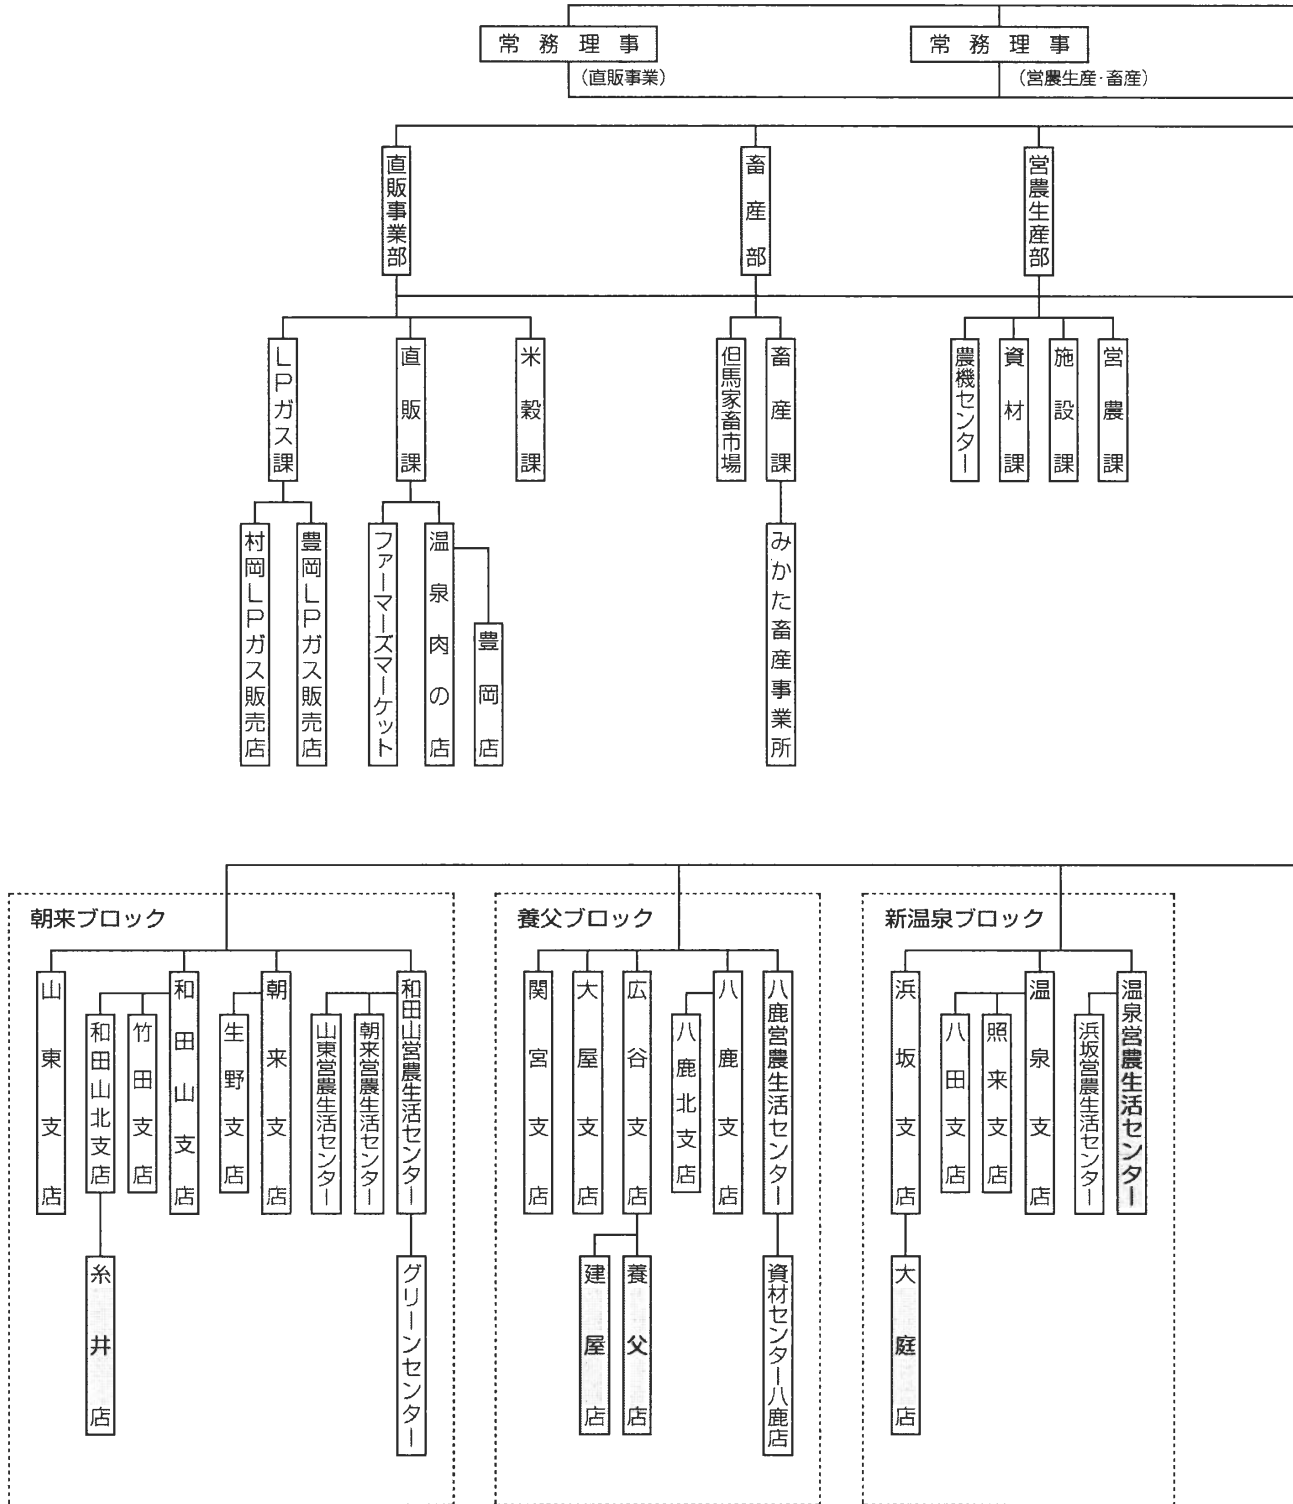 常務理事
(直販事業)
常務理事
(営農生産・畜産)
直販事業部
畜産部
営農生産部
LPガス課
直販課
米穀課
但馬家畜市場
畜産課
農機センター
資材課
施設課
営農課
村岡LPガス販売店
豊岡LPガス販売店
ファーマーズマーケット
温泉肉の店
豊岡店
みかた畜産事業所
朝来ブロック
山東支店
和田山北支店
竹田支店
和田山支店
生野支店
朝来支店
山東営農生活センター
朝来営農生活センター
和田山営農生活センター
糸井店
グリーンセンター
養父ブロック
関宮支店
大屋支店
広谷支店
八鹿北支店
八鹿支店
八鹿営農生活センター
建屋店
養父店
資材センター八鹿店
新温泉ブロック
浜坂支店
八田支店
照来支店
温泉支店
浜坂営農生活センター
温泉営農生活センター
大庭店